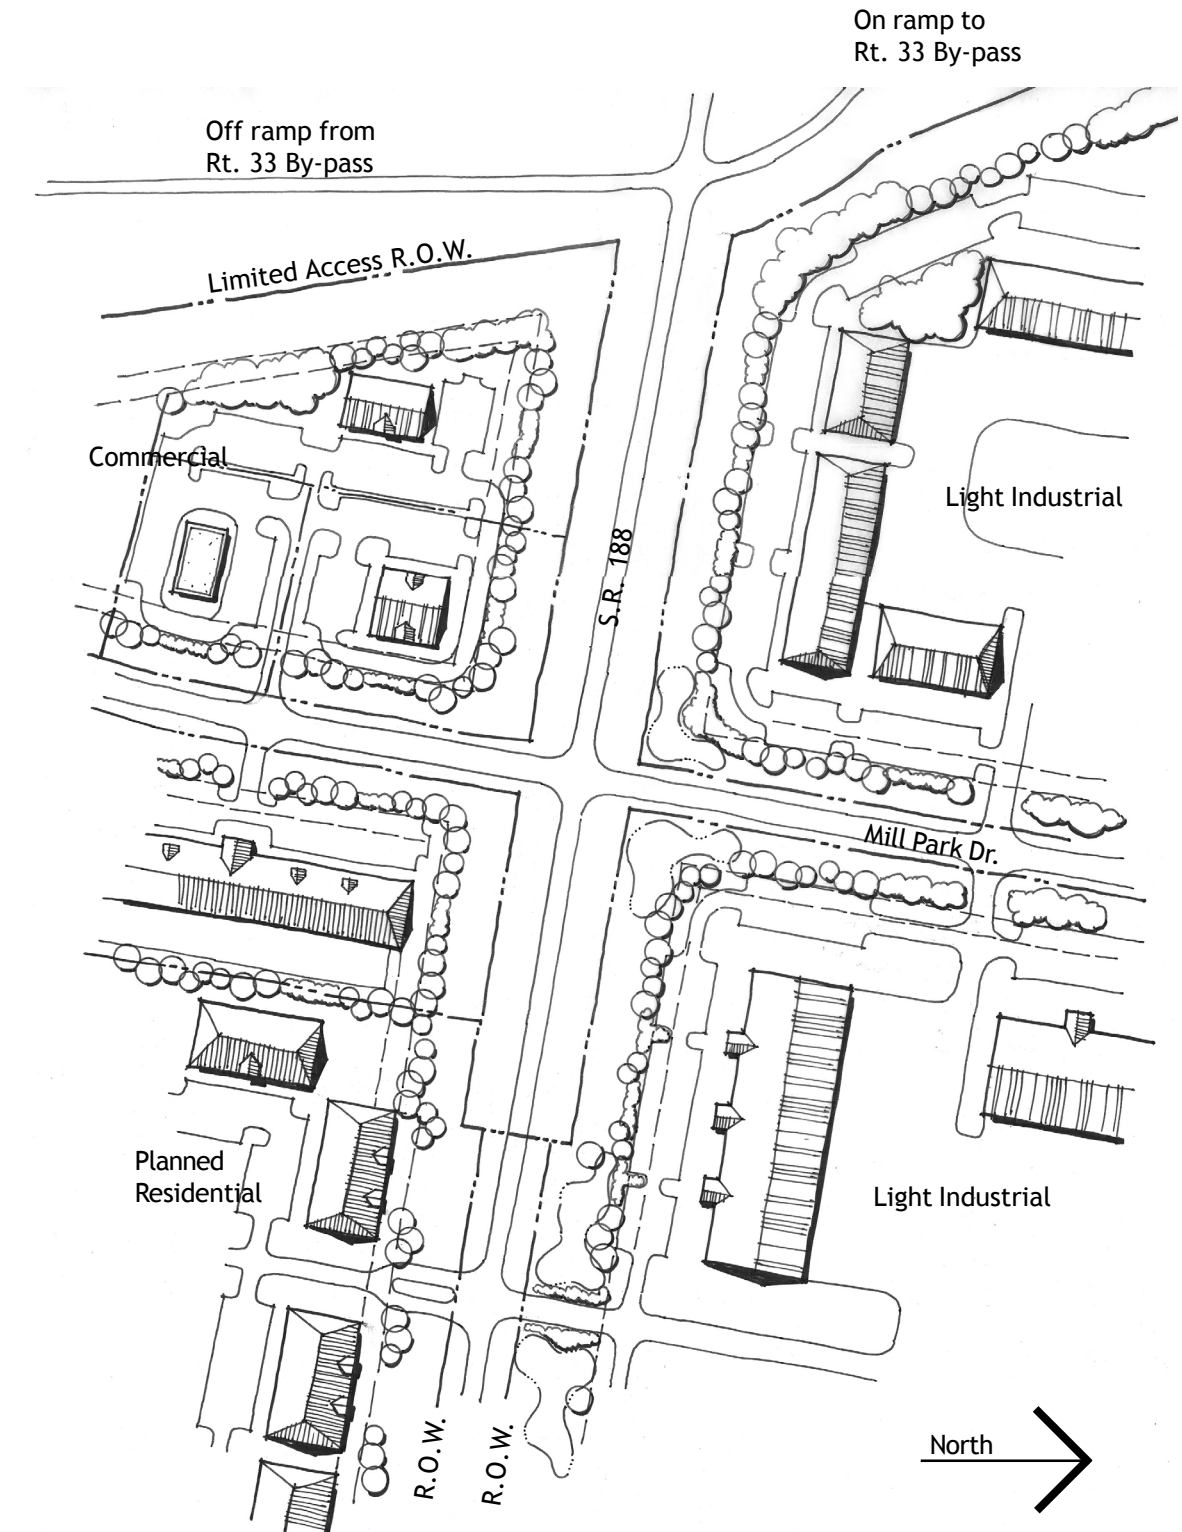 On ramp to
Rt. 33 By-pass
Off ramp from
Rt. 33 By-pass
Limited Access R.O.W.
Commercial
Light Industrial
S.R. 188
Mill Park Dr.
Planned
Residential
Light Industrial
R.O.W.
R.O.W.
North